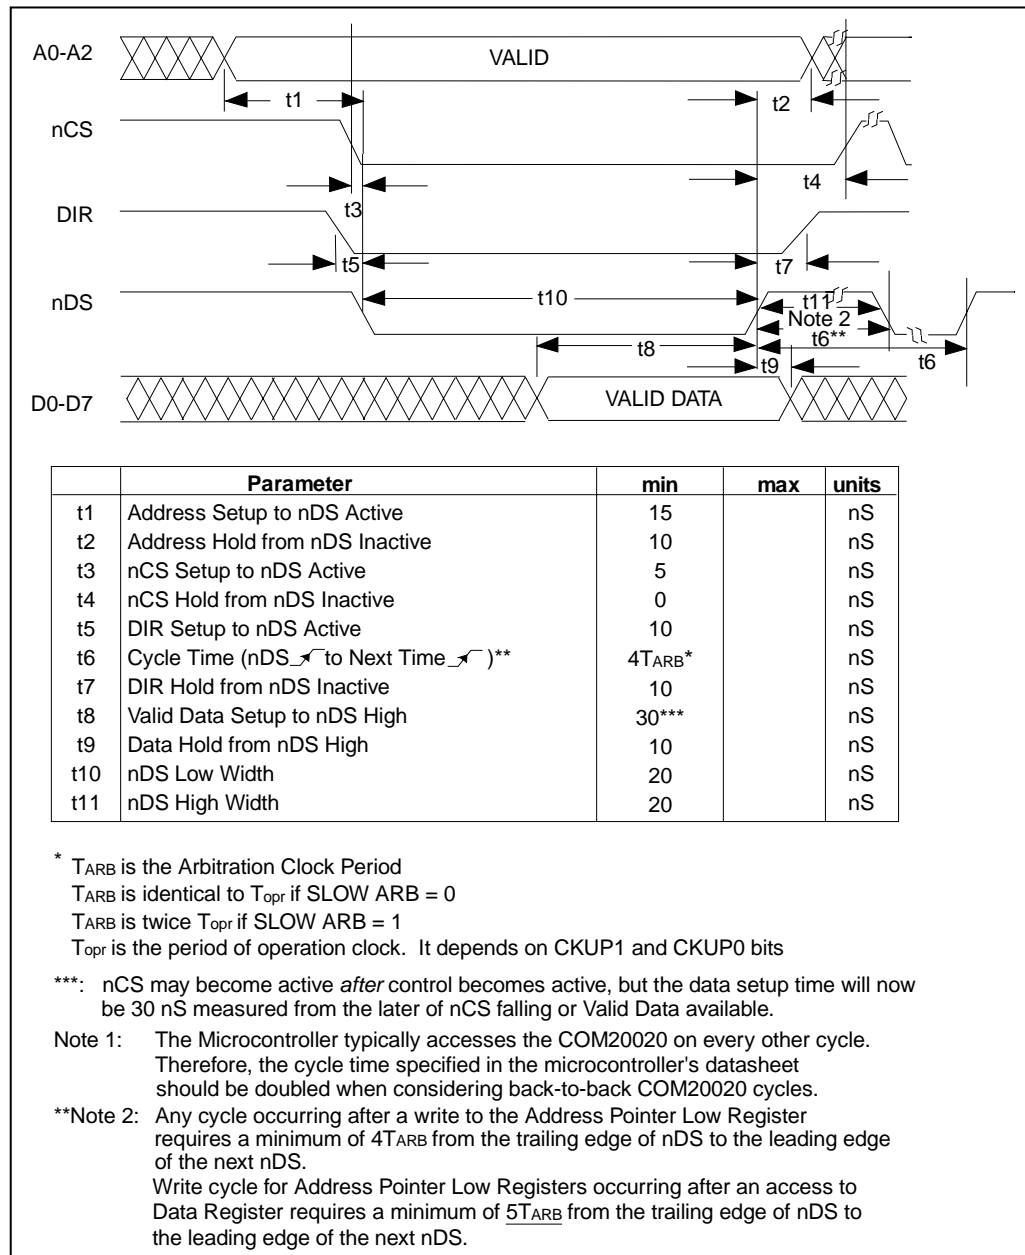 A0-A2
VALID
t1
t2
nCS
t3
t4
DIR
t5
t7
nDS
t10
t11
Note 2
t6**
t8
t9
t6
D0-D7
VALID DATA
Parameter min max units
t1 Address Setup to nDS Active 15 nS
t2 Address Hold from nDS Inactive 10 nS
t3 nCS Setup to nDS Active 5 nS
t4 nCS Hold from nDS Inactive 0 nS
t5 DIR Setup to nDS Active 10 nS
t6 Cycle Time (nDS to Next Time )** 4TARB* nS
t7 DIR Hold from nDS Inactive 10 nS
t8 Valid Data Setup to nDS High 30*** nS
t9 Data Hold from nDS High 10 nS
t10 nDS Low Width 20 nS
t11 nDS High Width 20 nS
* TARB is the Arbitration Clock Period
TARB is identical to Topr if SLOW ARB = 0
TARB is twice Topr if SLOW ARB = 1
Topr is the period of operation clock. It depends on CKUP1 and CKUP0 bits
***: nCS may become active after control becomes active, but the data setup time will now
be 30 nS measured from the later of nCS falling or Valid Data available.
Note 1: The Microcontroller typically accesses the COM20020 on every other cycle.
Therefore, the cycle time specified in the microcontroller's datasheet
should be doubled when considering back-to-back COM20020 cycles.
**Note 2: Any cycle occurring after a write to the Address Pointer Low Register
requires a minimum of 4TARB from the trailing edge of nDS to the leading edge
of the next nDS.
Write cycle for Address Pointer Low Registers occurring after an access to
Data Register requires a minimum of 5TARB from the trailing edge of nDS to
the leading edge of the next nDS.